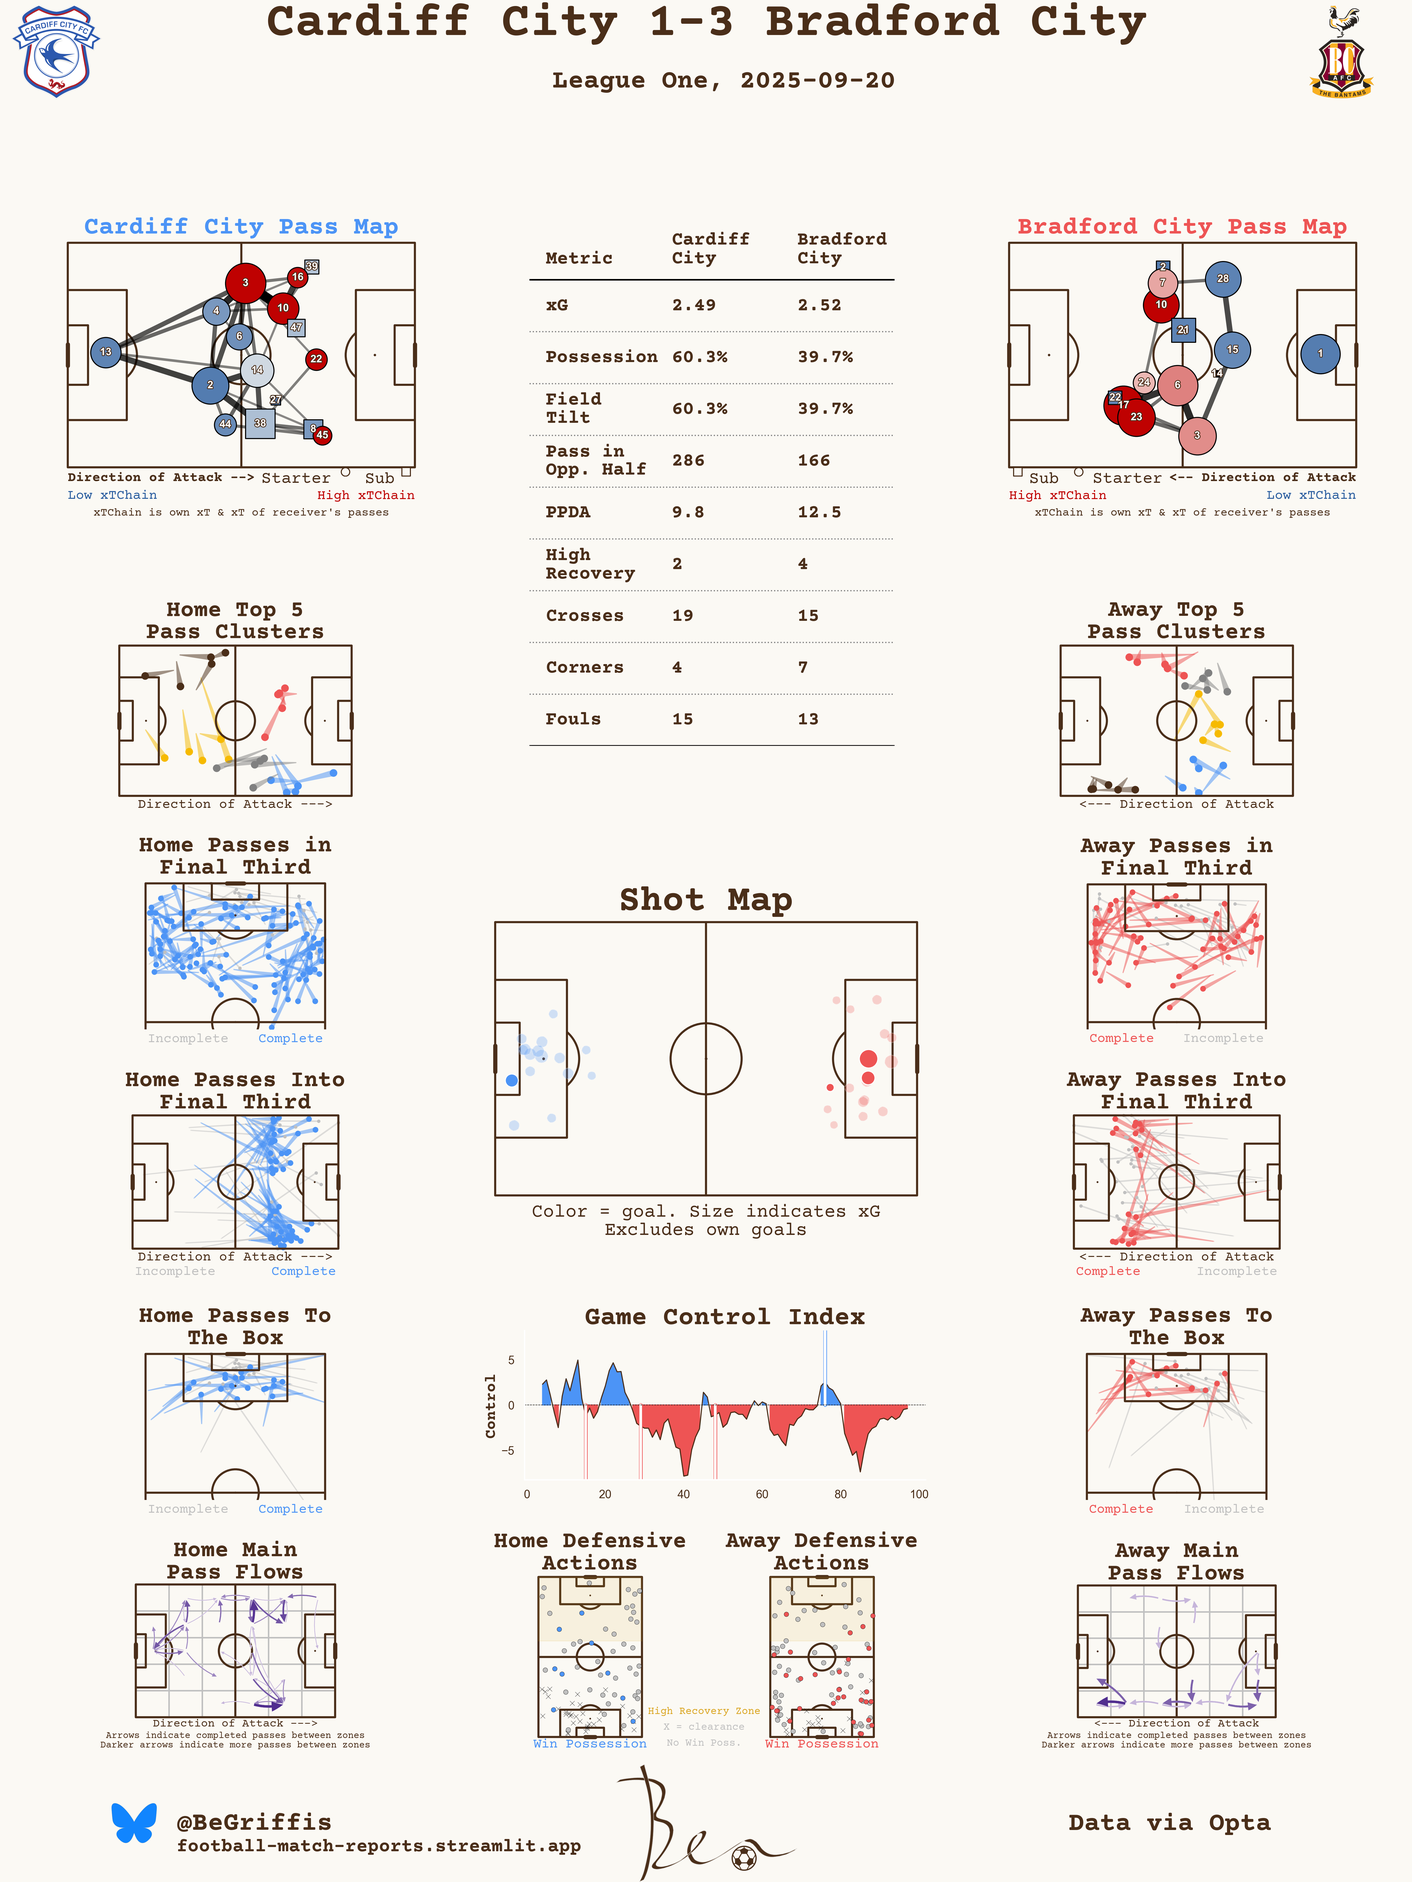 Cardiff City 1-3 Bradford City
League One, 2025-09-20
CARDIFF CITY FC
BC
AFC
THE BANTAMS
Cardiff City Pass Map
3
16
39
10
4
47
6
13
22
14
2
27
44
38
8
45
Direction of Attack --> Starter Sub
Low xTChain High xTChain
xTChain is own xT & xT of receiver's passes
Metric Cardiff City Bradford City
xG 2.49 2.52
Possession 60.3% 39.7%
Field Tilt 60.3% 39.7%
Pass in Opp. Half 286 166
PPDA 9.8 12.5
High Recovery 2 4
Crosses 19 15
Corners 4 7
Fouls 15 13
Bradford City Pass Map
2
7
28
10
21
15
1
14
24
6
22
17
23
3
Sub Starter <-- Direction of Attack
High xTChain Low xTChain
xTChain is own xT & xT of receiver's passes
Home Top 5
Pass Clusters
Direction of Attack --->
Away Top 5
Pass Clusters
<--- Direction of Attack
Home Passes in
Final Third
Incomplete Complete
Away Passes in
Final Third
Complete Incomplete
Shot Map
Color = goal. Size indicates xG
Excludes own goals
Home Passes Into
Final Third
Direction of Attack --->
Incomplete Complete
Away Passes Into
Final Third
<--- Direction of Attack
Complete Incomplete
Home Passes To
The Box
Incomplete Complete
Game Control Index
Control
5
0
−5
0 20 40 60 80 100
Away Passes To
The Box
Complete Incomplete
Home Main
Pass Flows
Direction of Attack --->
Arrows indicate completed passes between zones
Darker arrows indicate more passes between zones
Home Defensive
Actions
Win Possession
Away Defensive
Actions
Win Possession
High Recovery Zone
X = clearance
No Win Poss.
Away Main
Pass Flows
<--- Direction of Attack
Arrows indicate completed passes between zones
Darker arrows indicate more passes between zones
@BeGriffis
football-match-reports.streamlit.app
Ben
Data via Opta